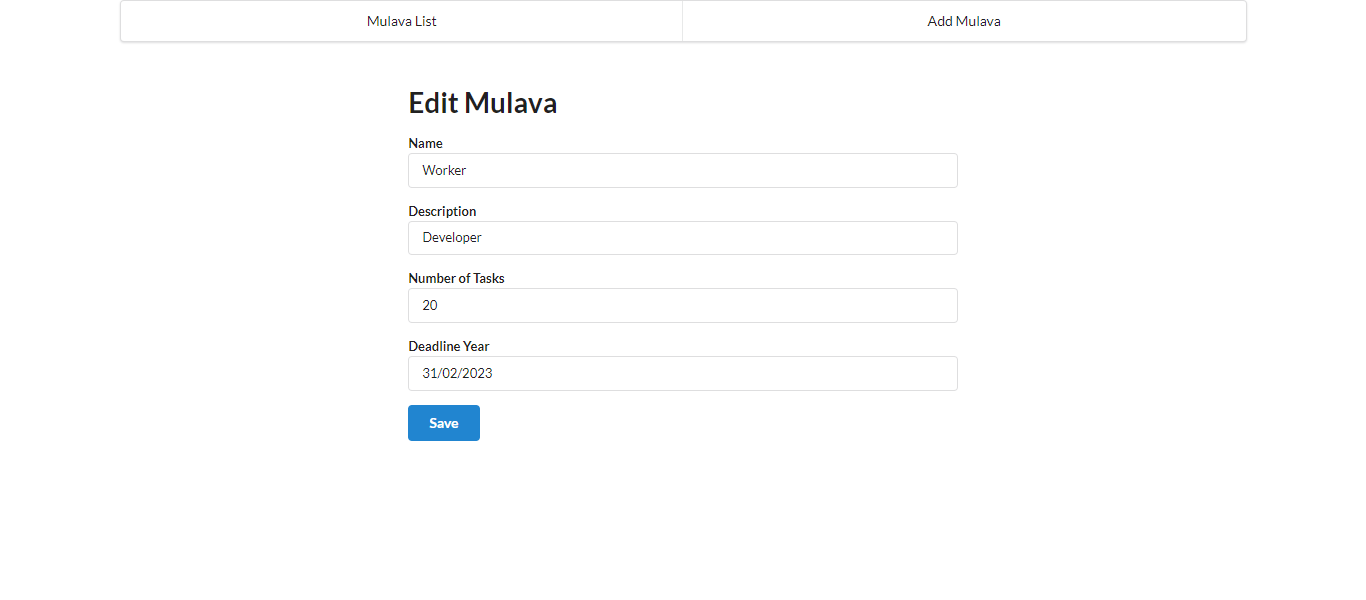 Mulava List
Add Mulava
Edit Mulava
Name
Worker
Description
Developer
Number of Tasks
20
Deadline Year
31/02/2023
Save